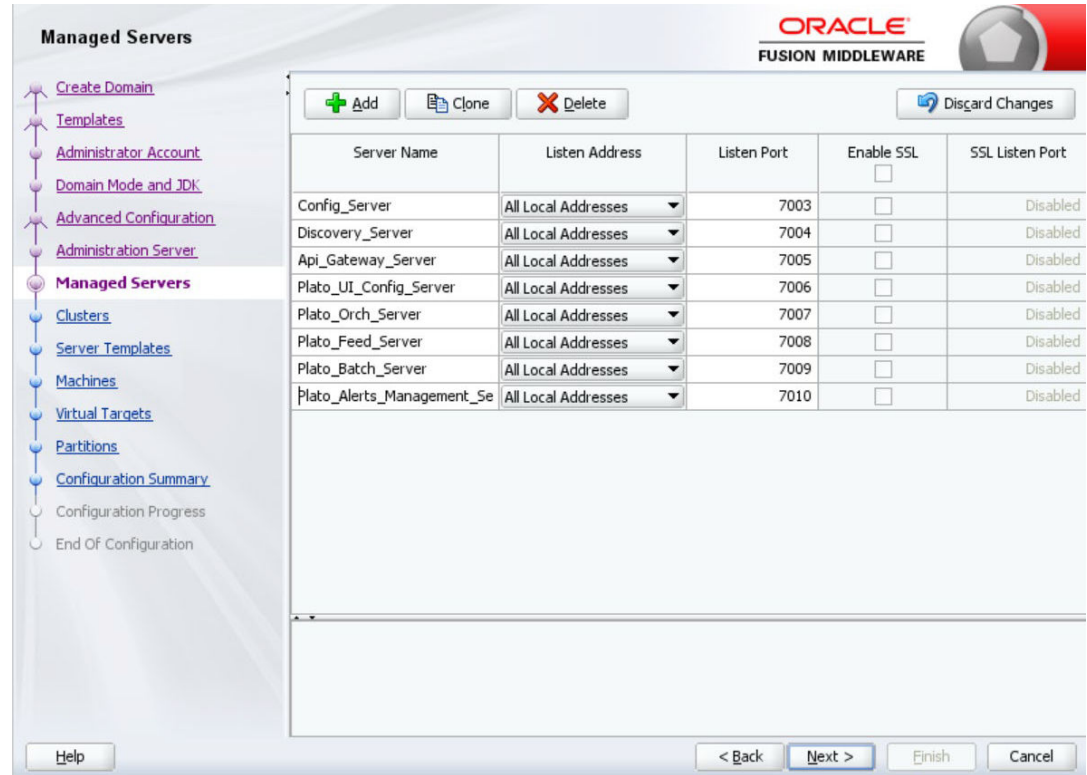 Managed Servers
ORACLE
FUSION MIDDLEWARE
Create Domain
Templates
Administrator Account
Domain Mode and JDK
Advanced Configuration
Administration Server
Managed Servers
Clusters
Server Templates
Machines
Virtual Targets
Partitions
Configuration Summary
Configuration Progress
End Of Configuration
Add Clone Delete Discard Changes
Server Name Listen Address Listen Port Enable SSL SSL Listen Port
Config_Server All Local Addresses 7003 Disabled
Discovery_Server All Local Addresses 7004 Disabled
Api_Gateway_Server All Local Addresses 7005 Disabled
Plato_UI_Config_Server All Local Addresses 7006 Disabled
Plato_Orch_Server All Local Addresses 7007 Disabled
Plato_Feed_Server All Local Addresses 7008 Disabled
Plato_Batch_Server All Local Addresses 7009 Disabled
Plato_Alerts_Management_Se All Local Addresses 7010 Disabled
Help < Back Next > Finish Cancel